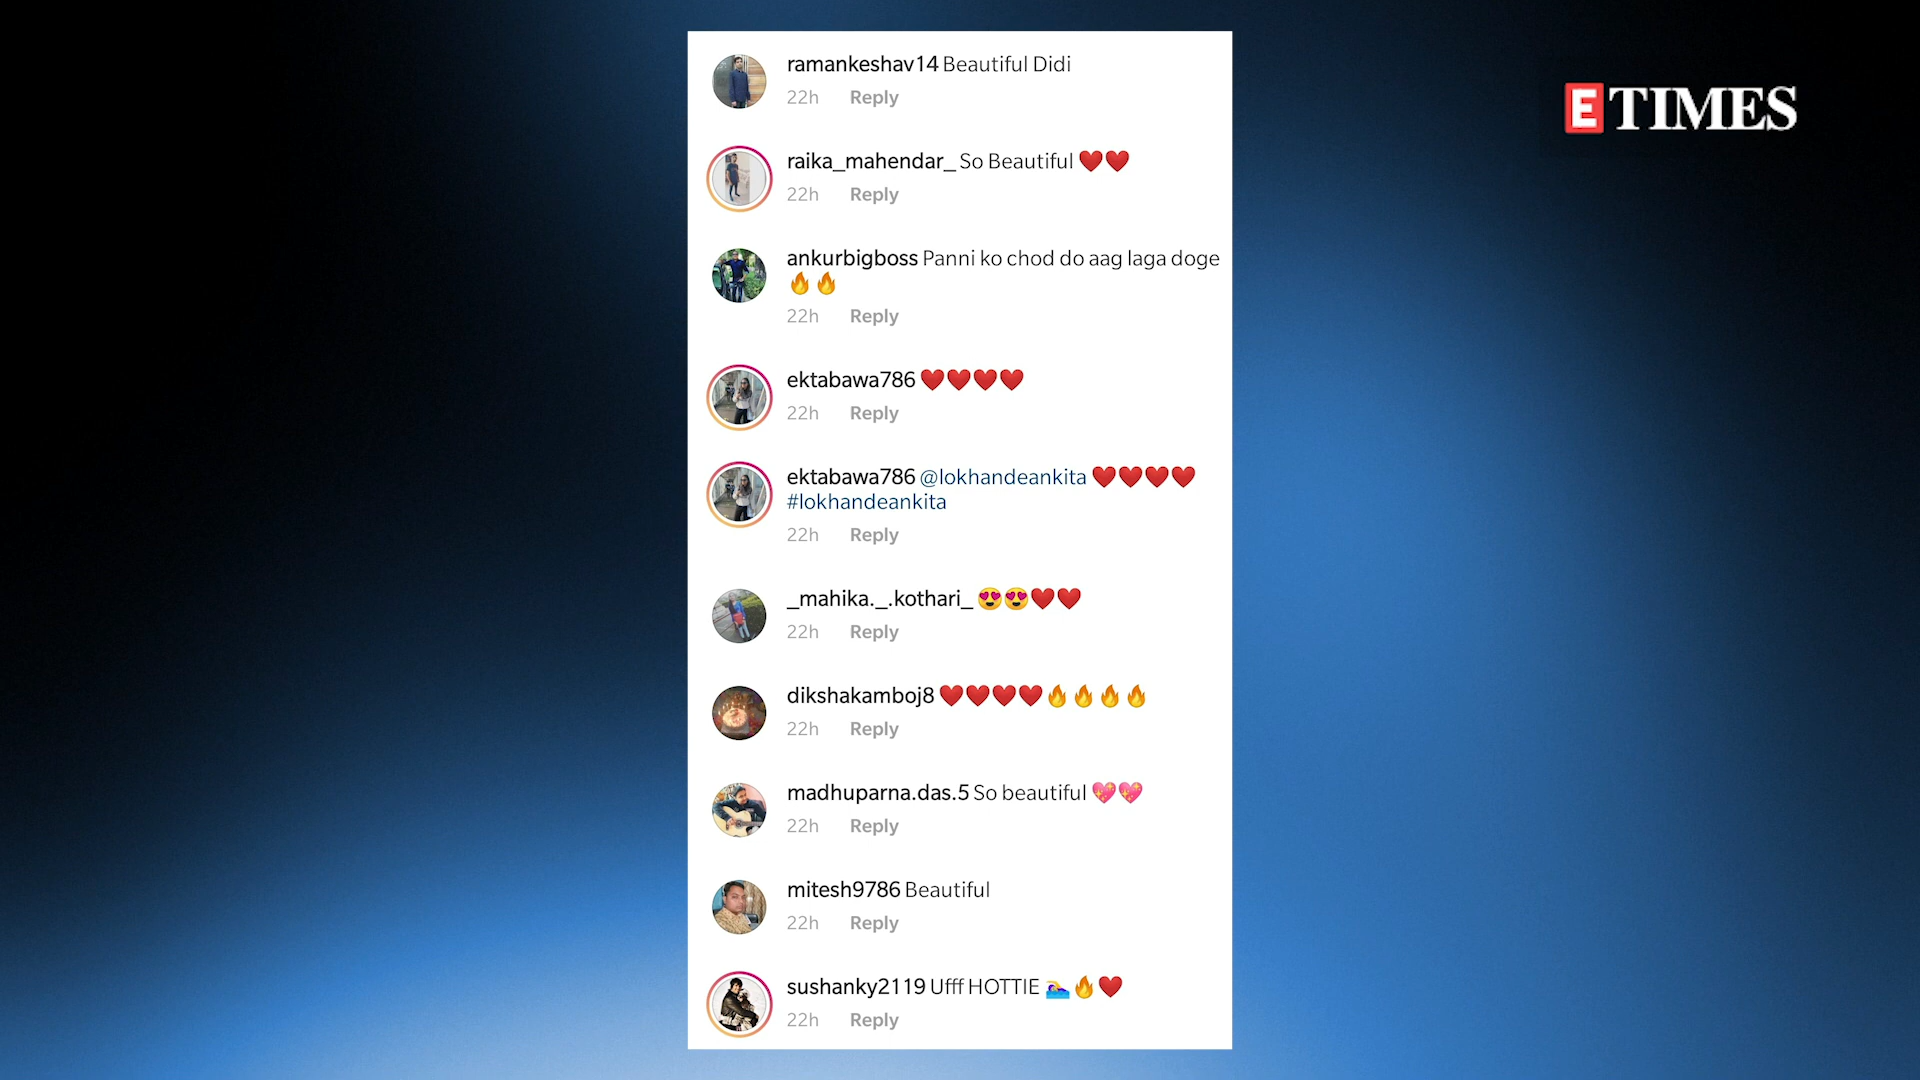 ramankeshav14 Beautiful Didi
22h Reply
E TIMES
raika_mahendar_ So Beautiful ❤️❤️
22h Reply
ankurbigboss Panni ko chod do aag laga doge
🔥🔥
22h Reply
ektabawa786 ❤️❤️❤️❤️
22h Reply
ektabawa786 @lokhandeankita ❤️❤️❤️❤️
#lokhandeankita
22h Reply
_mahika._.kothari_ 😍😍❤️❤️
22h Reply
dikshakamboj8 ❤️❤️❤️❤️🔥🔥🔥🔥
22h Reply
madhuparna.das.5 So beautiful 💖💖
22h Reply
mitesh9786 Beautiful
22h Reply
sushanky2119 Ufff HOTTIE 🏊‍♀️🔥❤️
22h Reply